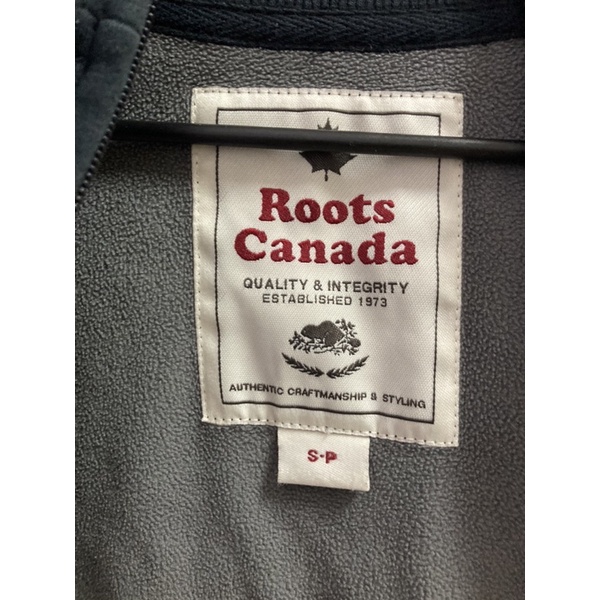 Roots
Canada
QUALITY & INTEGRITY
ESTABLISHED 1973
AUTHENTIC CRAFTMANSHIP & STYLING
S·P